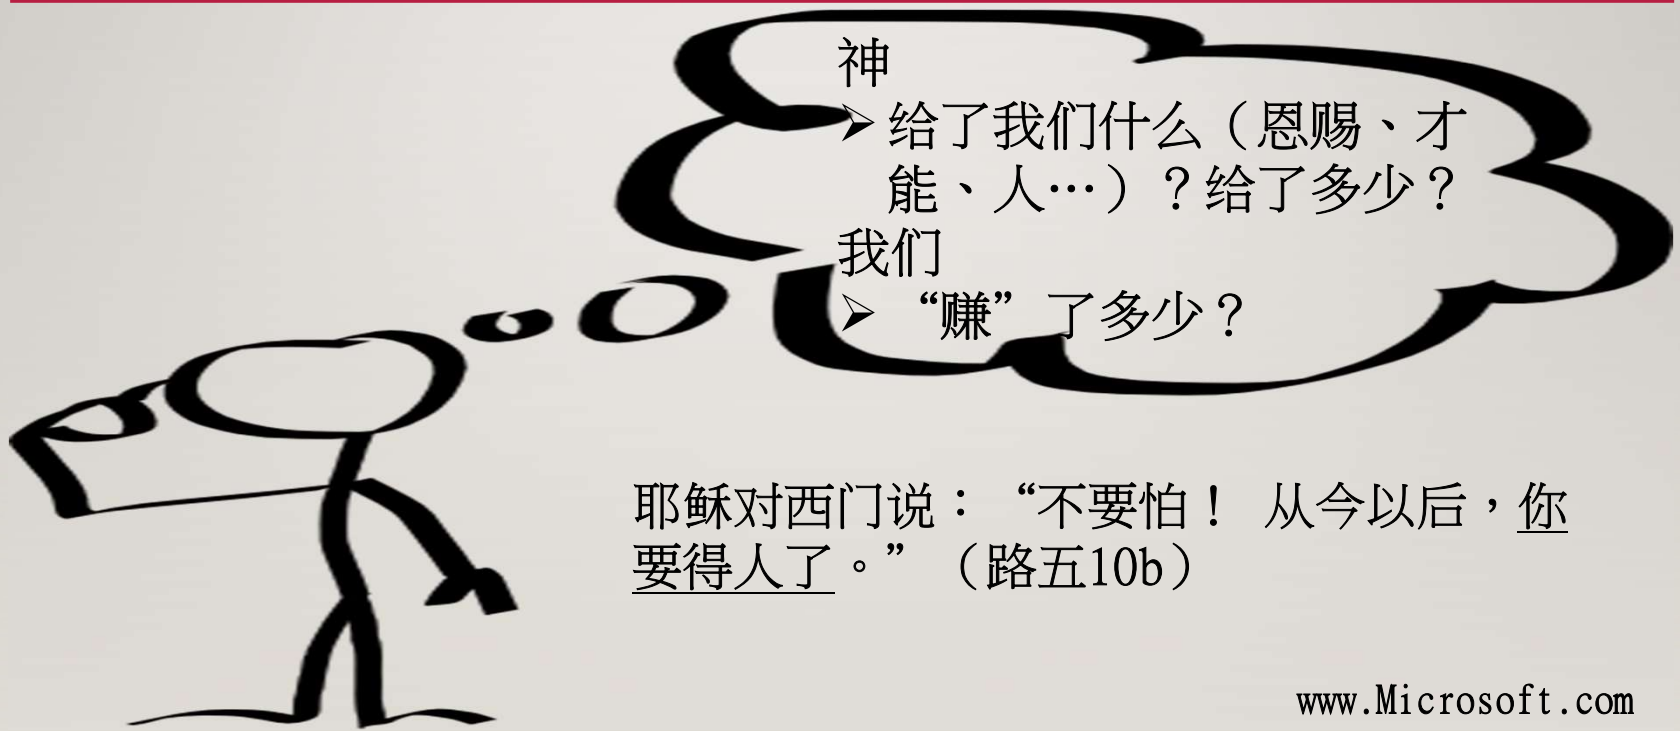 神
➢ 给了我们什么（恩赐、才
能、人…）？给了多少？
我们
➢ “赚”了多少？
耶稣对西门说：“不要怕！ 从今以后，你
要得人了。”（路五10b）
www.Microsoft.com